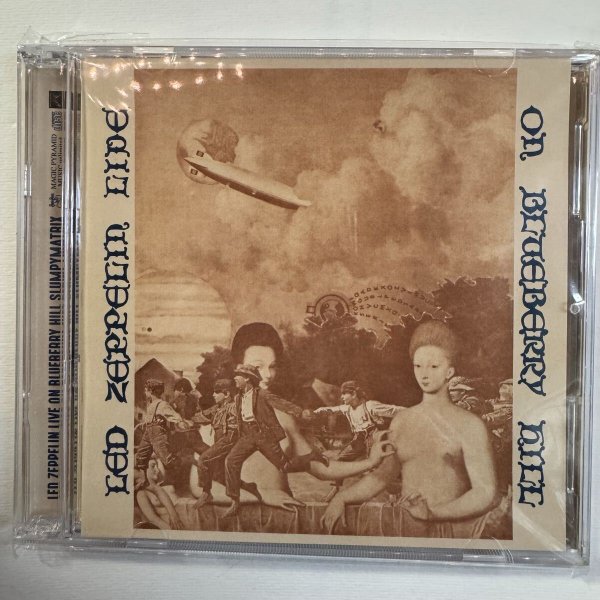 LED ZEPPELIN LIVE
ON BLUEBERRY HILL
LED ZEPPELIN LIVE ON BLUEBERRY HILL SLUMPYMATRIX
MAGIC PYRAMID